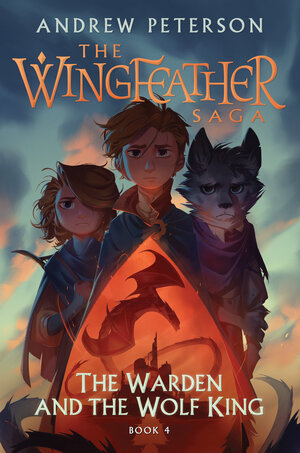 ANDREW PETERSON
THE
WINGFEATHER
SAGA
THE WARDEN
AND THE WOLF KING
BOOK 4